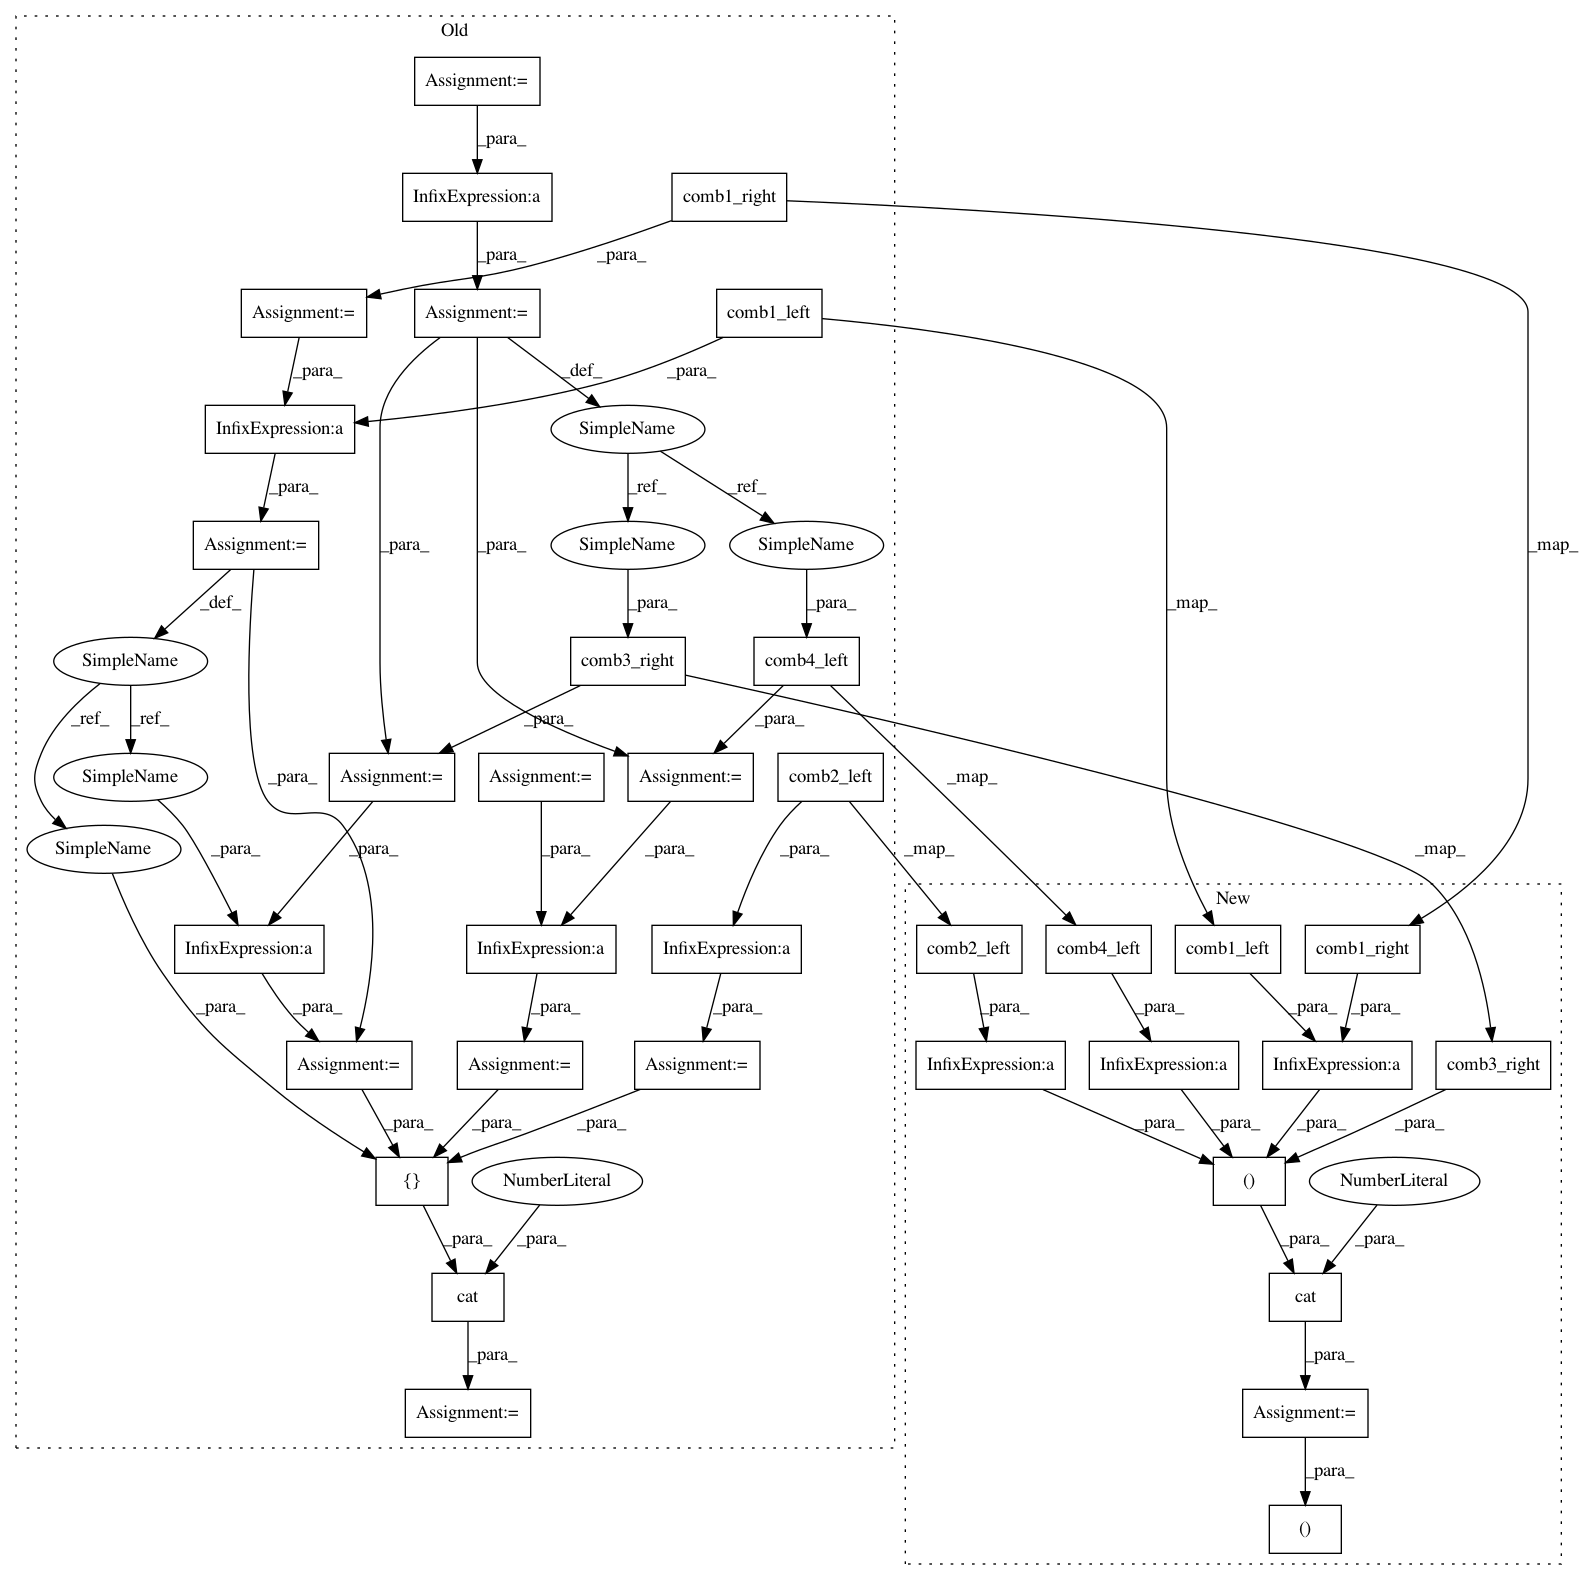 Old
Assignment:=
_para_
InfixExpression:a
comb1_right
_para_
_para_
Assignment:=
Assignment:=
comb1_left
_para_
_def_
_para_
InfixExpression:a
SimpleName
_para_
_ref_
_ref_
Assignment:=
_para_
_para_
SimpleName
SimpleName
_map_
_def_
_para_
_para_
_map_
SimpleName
comb3_right
comb4_left
_ref_
_ref_
_para_
_para_
SimpleName
_para_
Assignment:=
Assignment:=
Assignment:=
comb2_left
_map_
SimpleName
_para_
_para_
_para_
_para_
_para_
_map_
_map_
New
InfixExpression:a
InfixExpression:a
InfixExpression:a
comb2_left
comb4_left
comb1_left
comb1_right
_para_
_para_
_para_
_para_
_para_
_para_
_para_
_para_
Assignment:=
Assignment:=
Assignment:=
InfixExpression:a
InfixExpression:a
InfixExpression:a
comb3_right
_para_
_para_
_para_
_para_
_para_
_para_
_para_
{}
NumberLiteral
()
NumberLiteral
_para_
_para_
_para_
_para_
cat
cat
_para_
_para_
Assignment:=
Assignment:=
_para_
()